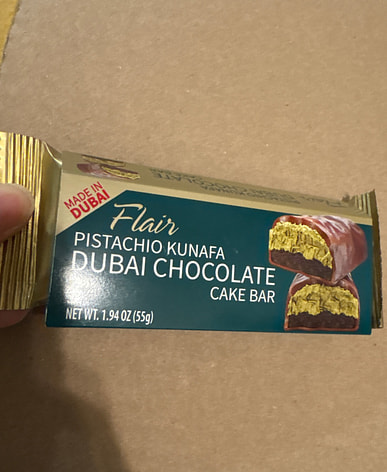 MADE IN
DUBAI
Flair
PISTACHIO KUNAFA
DUBAI CHOCOLATE
CAKE BAR
NET WT. 1.94 OZ (55g)